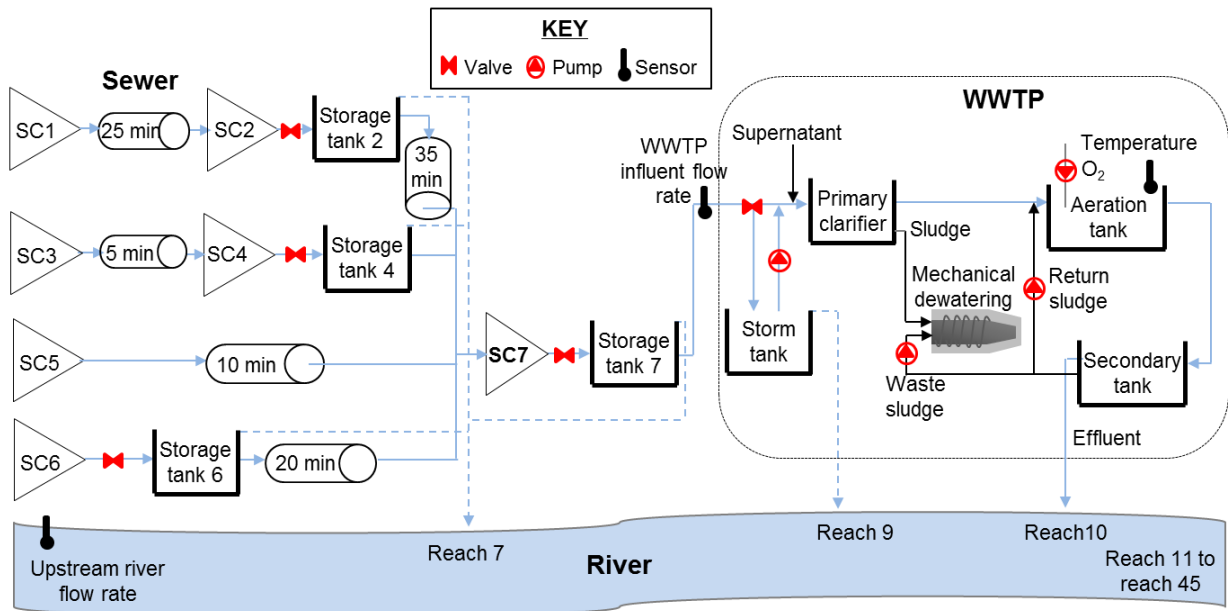 KEY
Valve
Pump
Sensor
Sewer
WWTP
SC1
25 min
SC2
Storage
tank 2
35
min
WWTP
influent flow
rate
Supernatant
Primary
clarifier
Temperature
O2
Aeration
tank
SC3
5 min
SC4
Storage
tank 4
Sludge
Mechanical
dewatering
Return
sludge
SC5
10 min
SC7
Storage
tank 7
Storm
tank
Waste
sludge
Secondary
tank
SC6
Storage
tank 6
20 min
Effluent
Upstream river
flow rate
Reach 7
River
Reach 9
Reach10
Reach 11 to
reach 45